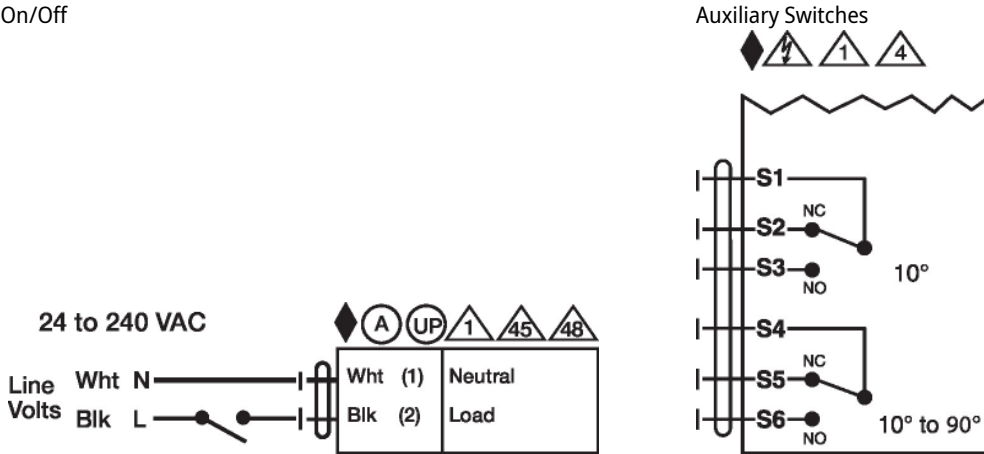 On/Off
24 to 240 VAC
A UP 1 45 48
Line Volts
Wht N
Blk L
Wht (1) Neutral
Blk (2) Load
Auxiliary Switches
1 4
S1
S2 NC
S3 NO
10°
S4
S5 NC
S6 NO
10° to 90°